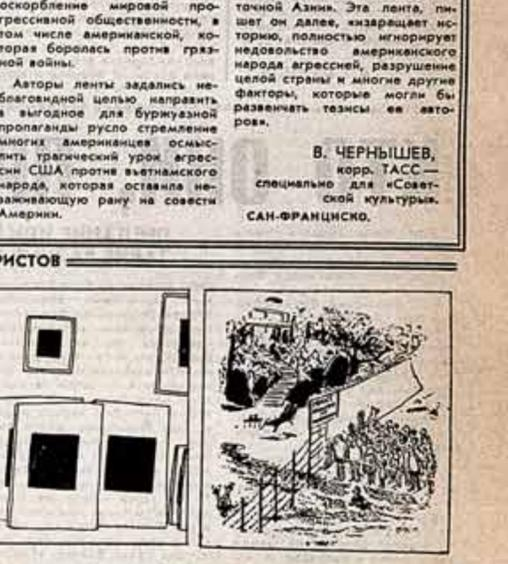 оскорбление мировой про-
грессивной общественности, в
том числе американской, ко-
торая боролась против гряз-
ной войны.
Авторы ленты задались не-
благовидной целью направить
в выгодное для буржуазной
пропаганды русло стремление
многих американцев осмыс-
лить трагический урок агрес-
сии США против вьетнамского
народа, которая оставила не-
заживающую рану на совести
Америки.
точной Азии». Эта лента, пи-
шет он далее, «извращает ис-
торию, полностью игнорирует
недовольство американского
народа агрессией, разрушение
целой страны и многие другие
факторы, которые могли бы
развенчать тезисы ее авто-
ров».
В. ЧЕРНЫШЕВ,
корр. ТАСС —
специально для «Совет-
ской культуры».
САН-ФРАНЦИСКО.
РИСТОВ